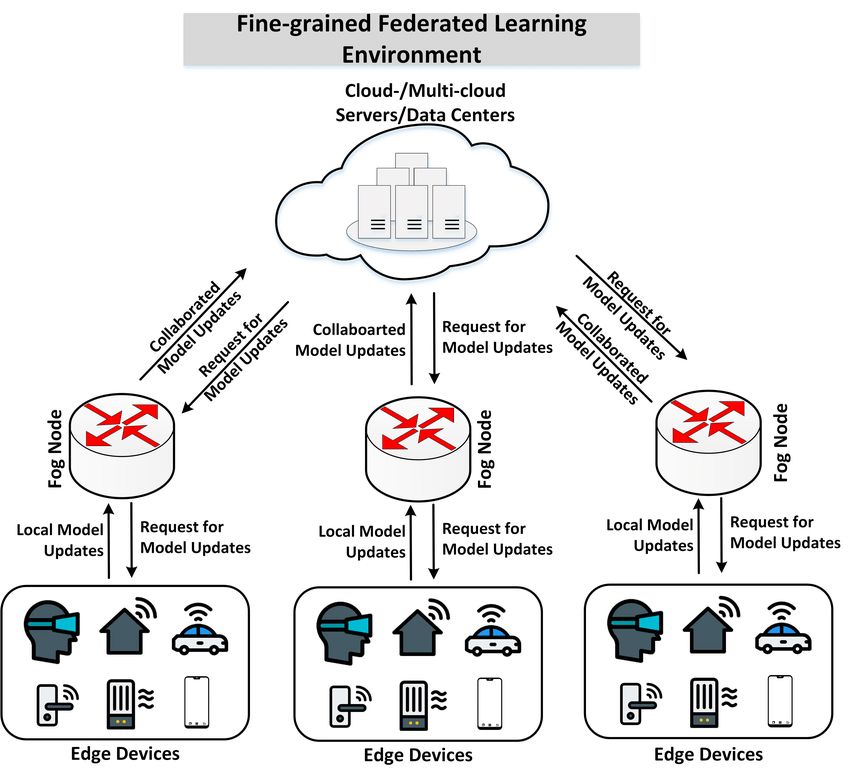 Fine-grained Federated Learning
Environment
Cloud-/Multi-cloud
Servers/Data Centers
Collaborated
Model Updates
Request for
Model Updates
Collaboarted
Model Updates
Request for
Model Updates
Request for
Model Updates
Collaborated
Model Updates
Fog Node
Fog Node
Fog Node
Local Model
Updates
Request for
Model Updates
Local Model
Updates
Request for
Model Updates
Local Model
Updates
Request for
Model Updates
Edge Devices
Edge Devices
Edge Devices